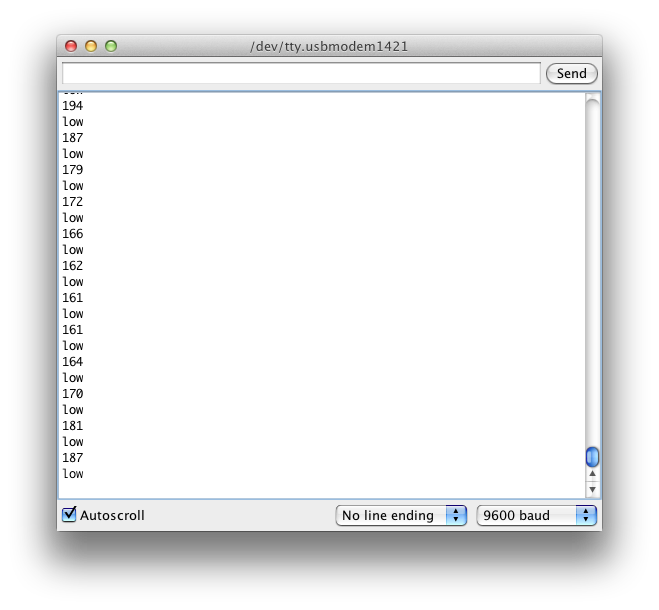 /dev/tty.usbmodem1421
Send
194
low
187
low
179
low
172
low
166
low
162
low
161
low
161
low
164
low
170
low
181
low
187
low
Autoscroll
No line ending
9600 baud